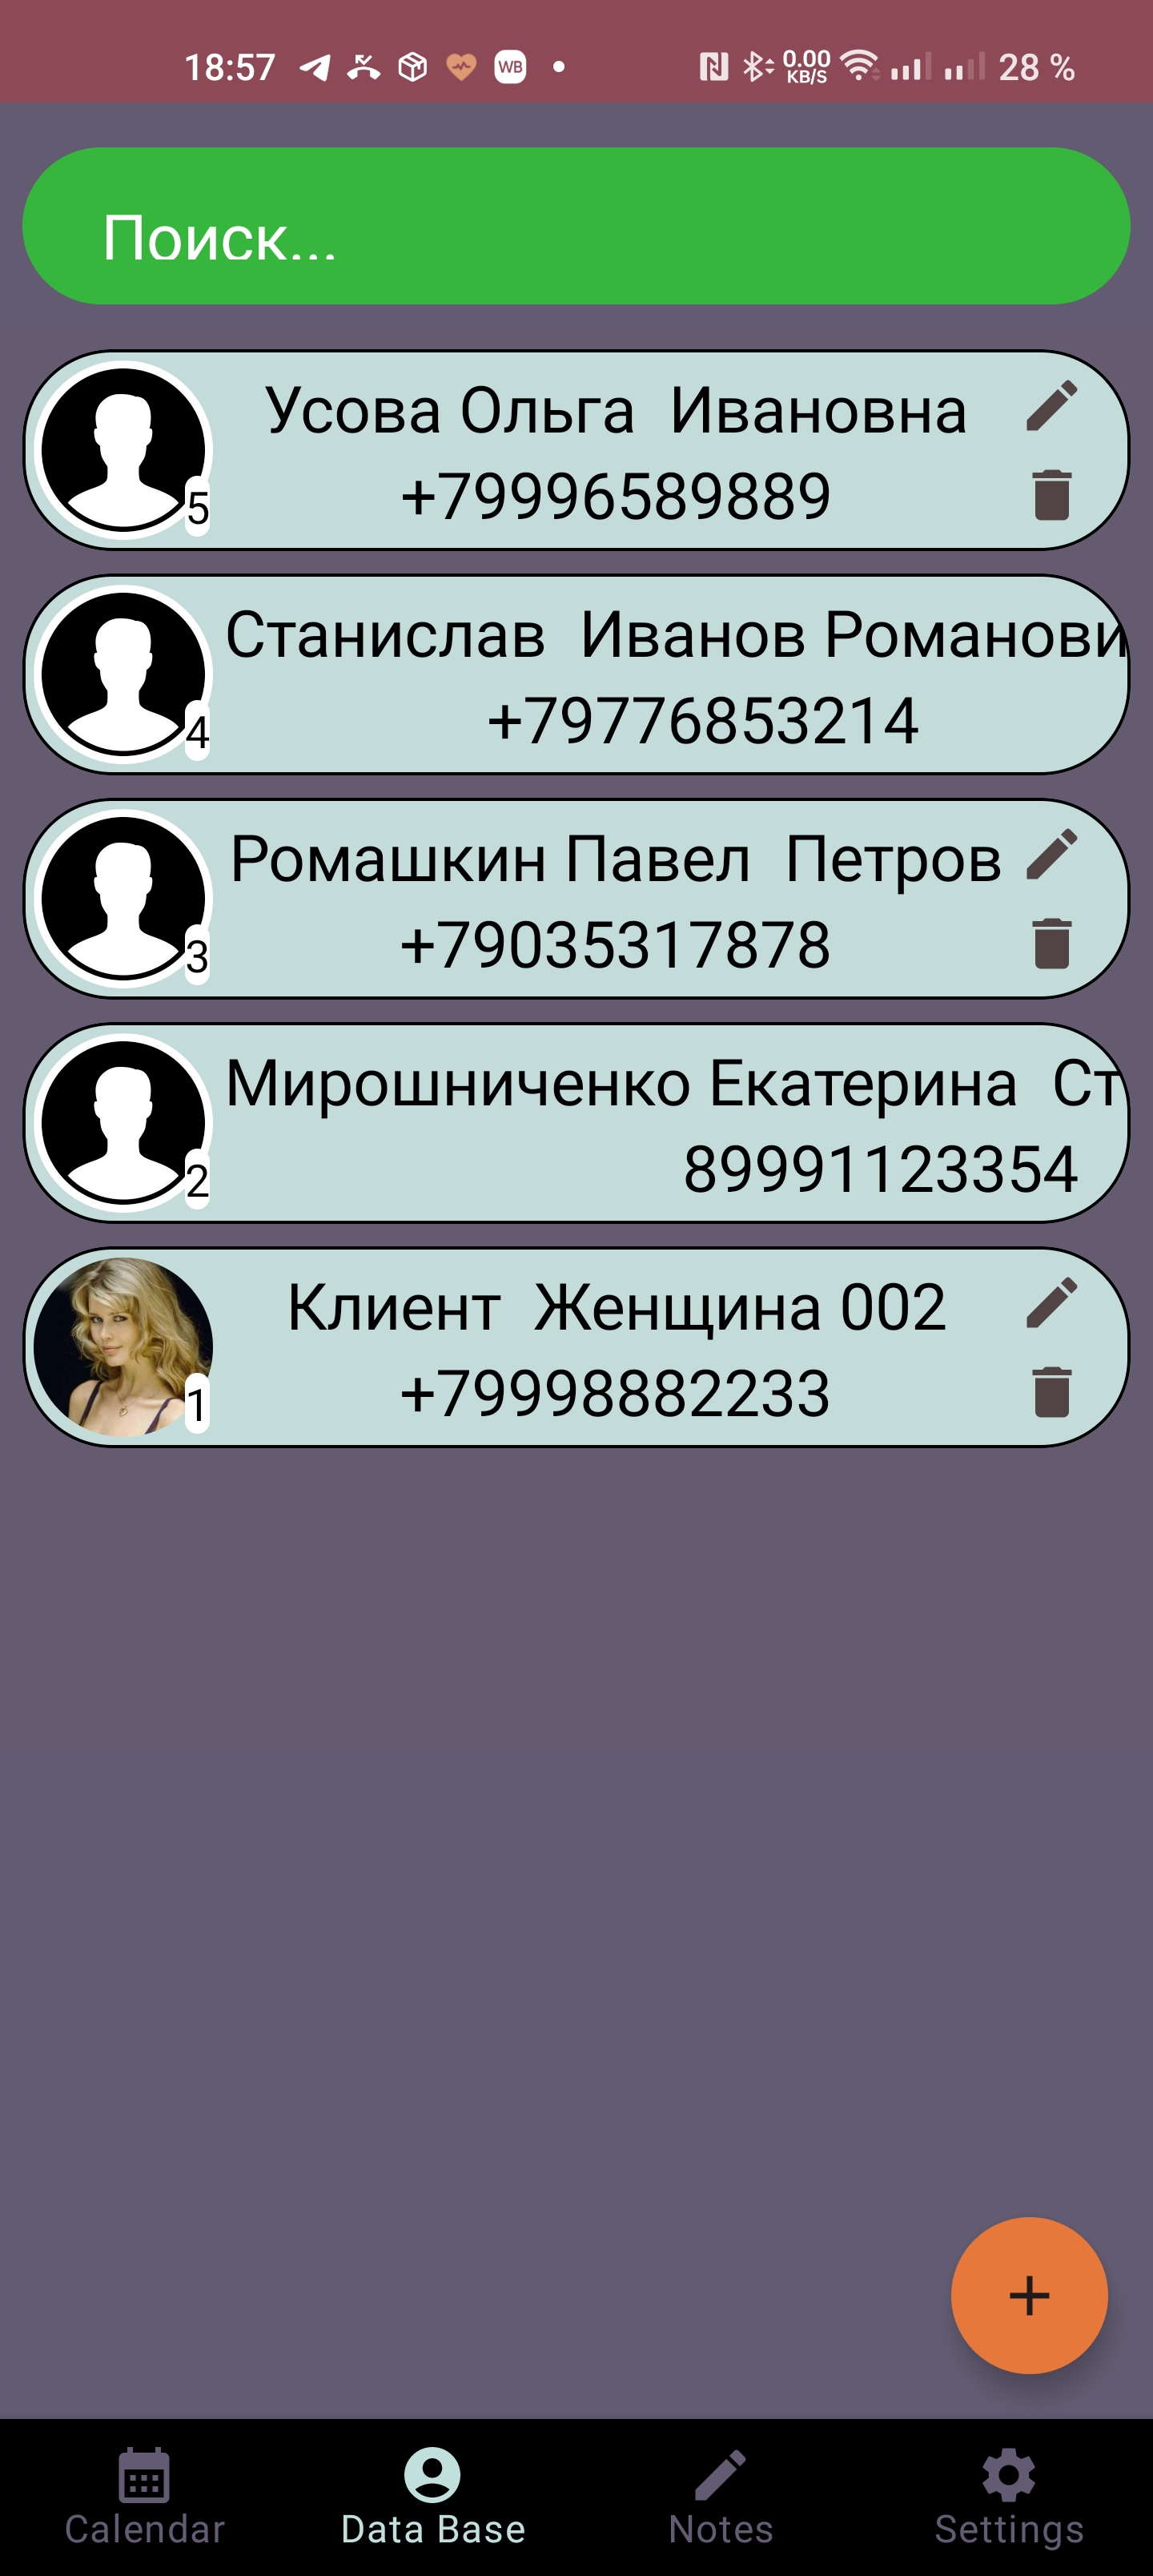 18:57 WB 0.00 KB/S 28 %
Поиск...
Усова Ольга  Ивановна
+79996589889
5
Станислав  Иванов Романови
+79776853214
4
Ромашкин Павел  Петров
+79035317878
3
Мирошниченко Екатерина  Ст
89991123354
2
Клиент  Женщина 002
+79998882233
1
+
Calendar Data Base Notes Settings